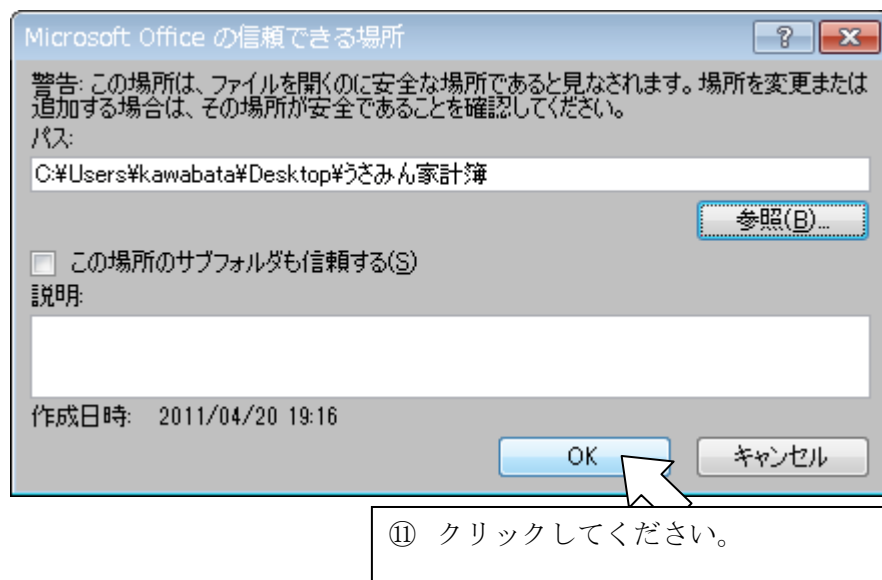 Microsoft Office の信頼できる場所
警告: この場所は、ファイルを開くのに安全な場所であると見なされます。場所を変更または
追加する場合は、その場所が安全であることを確認してください。
パス:
C:¥Users¥kawabata¥Desktop¥うさみん家計簿
参照(B)...
この場所のサブフォルダも信頼する(S)
説明:
作成日時: 2011/04/20 19:16
OK キャンセル
⑪ クリックしてください。